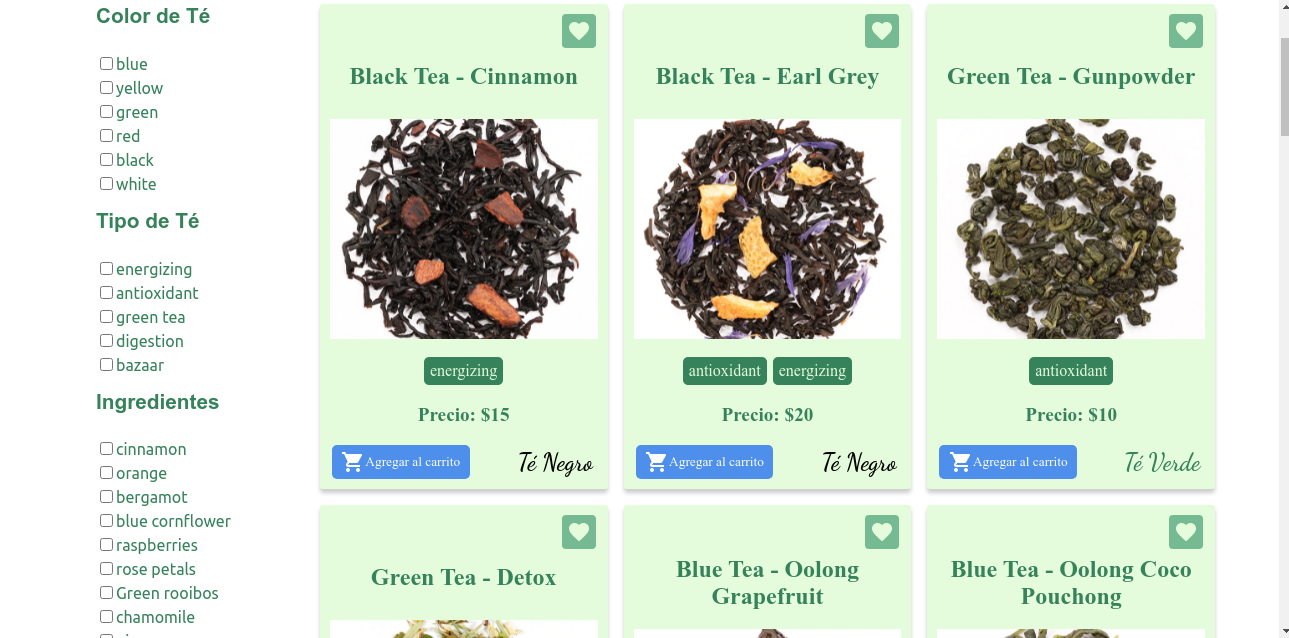 Color de Té
blue
yellow
green
red
black
white
Tipo de Té
energizing
antioxidant
green tea
digestion
bazaar
Ingredientes
cinnamon
orange
bergamot
blue cornflower
raspberries
rose petals
Green rooibos
chamomile
Black Tea - Cinnamon
energizing
Precio: $15
Agregar al carrito
Té Negro
Black Tea - Earl Grey
antioxidant energizing
Precio: $20
Agregar al carrito
Té Negro
Green Tea - Gunpowder
antioxidant
Precio: $10
Agregar al carrito
Té Verde
Green Tea - Detox
Blue Tea - Oolong
Grapefruit
Blue Tea - Oolong Coco
Pouchong